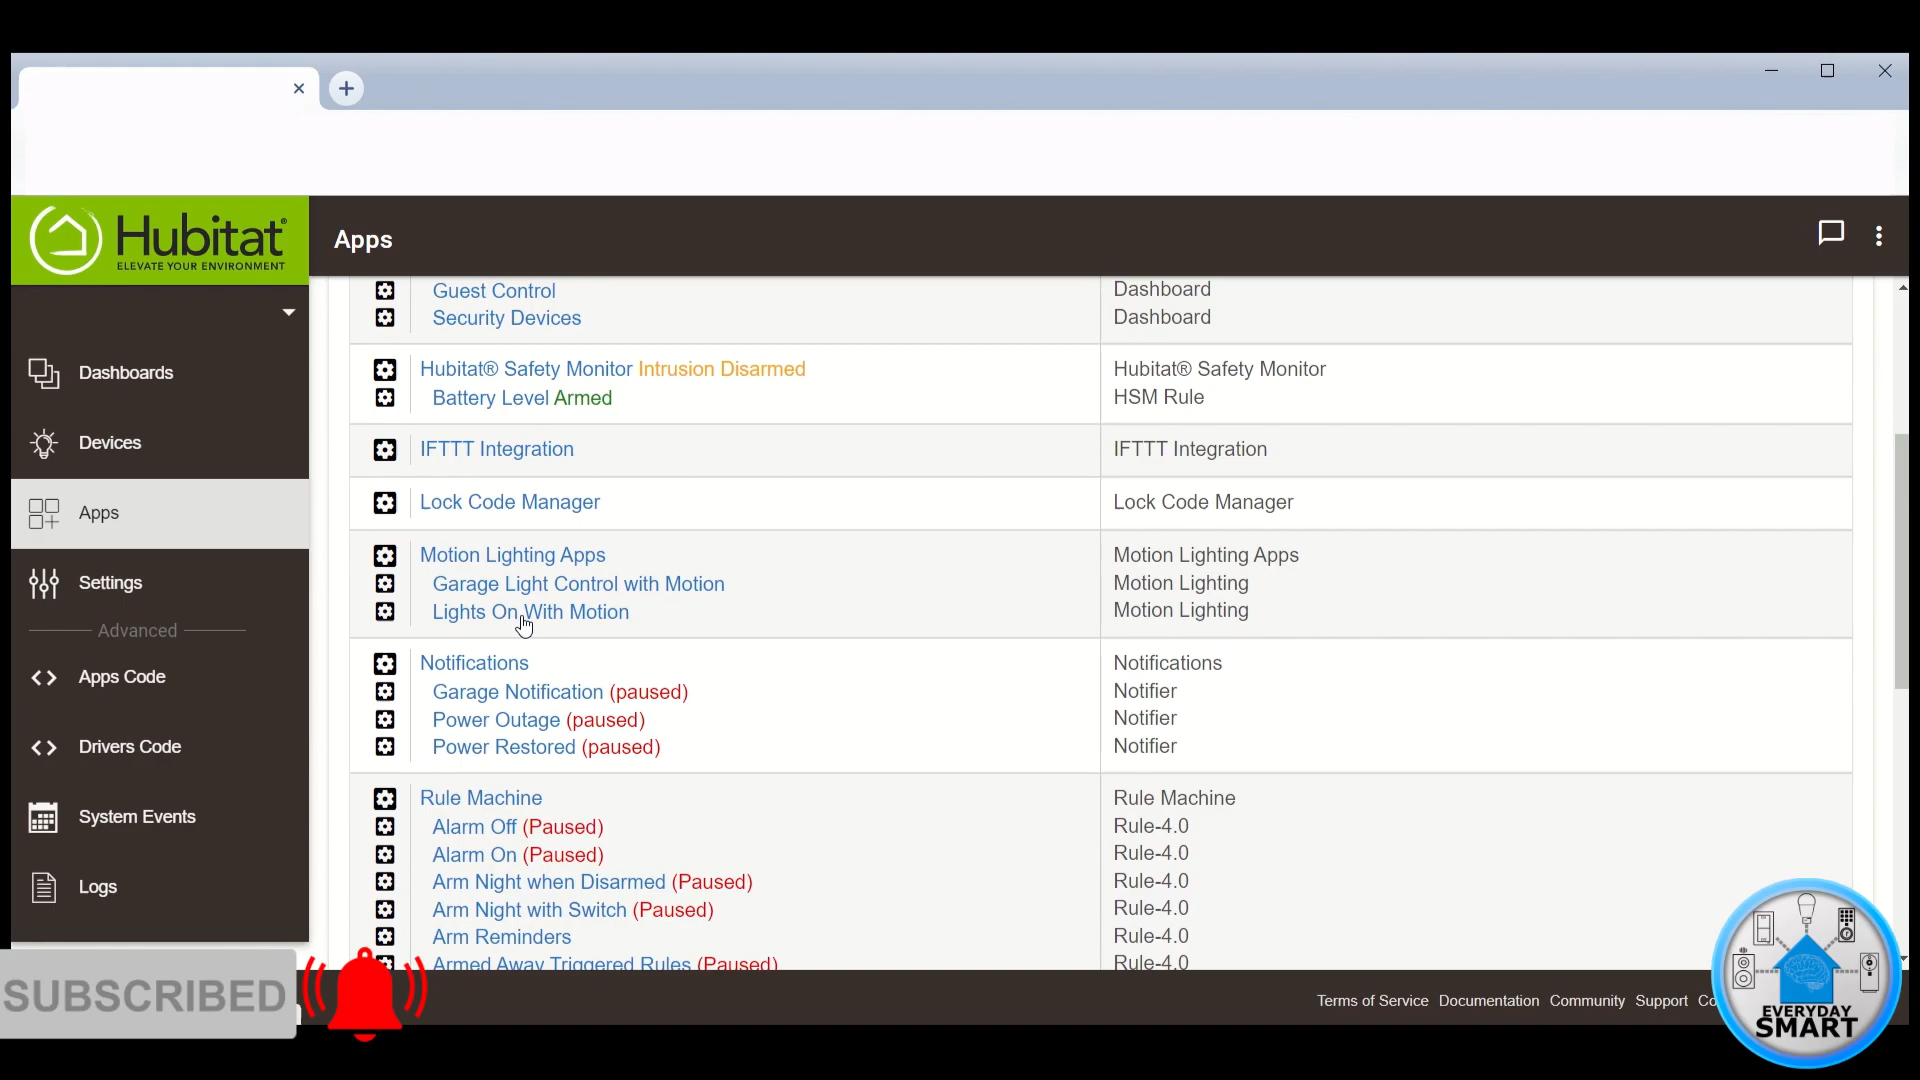 Hubitat®
ELEVATE YOUR ENVIRONMENT
Apps
Dashboards
Devices
Apps
Settings
Advanced
Apps Code
Drivers Code
System Events
Logs
Guest Control Dashboard
Security Devices Dashboard
Hubitat® Safety Monitor Intrusion Disarmed Hubitat® Safety Monitor
Battery Level Armed HSM Rule
IFTTT Integration IFTTT Integration
Lock Code Manager Lock Code Manager
Motion Lighting Apps Motion Lighting Apps
Garage Light Control with Motion Motion Lighting
Lights On With Motion Motion Lighting
Notifications Notifications
Garage Notification (paused) Notifier
Power Outage (paused) Notifier
Power Restored (paused) Notifier
Rule Machine Rule Machine
Alarm Off (Paused) Rule-4.0
Alarm On (Paused) Rule-4.0
Arm Night when Disarmed (Paused) Rule-4.0
Arm Night with Switch (Paused) Rule-4.0
Arm Reminders Rule-4.0
Armed Away Triggered Rules (Paused) Rule-4.0
Terms of Service Documentation Community Support Co
SUBSCRIBED
EVERYDAY
SMART